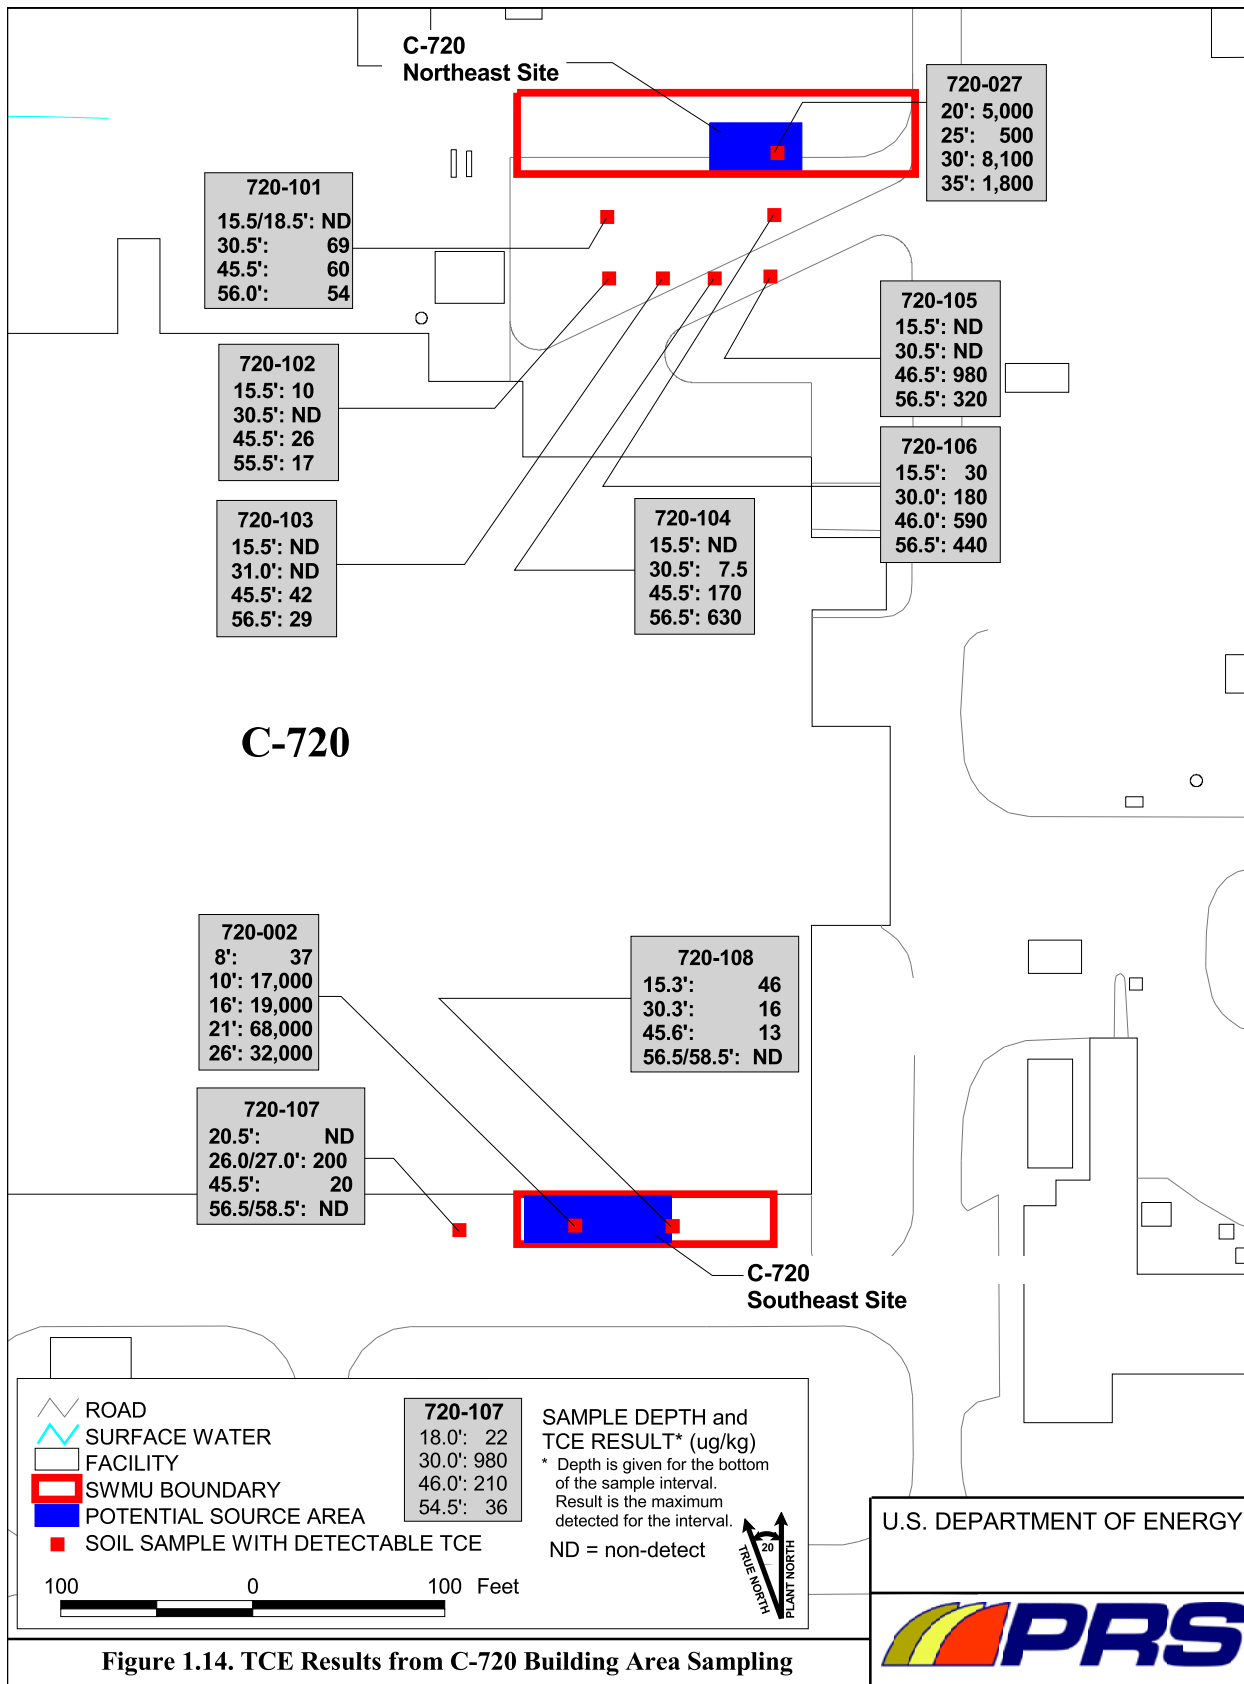 C-720
Northeast Site
720-027
20': 5,000
25': 500
30': 8,100
35': 1,800
720-101
15.5/18.5': ND
30.5': 69
45.5': 60
56.0': 54
720-105
15.5': ND
30.5': ND
46.5': 980
56.5': 320
720-102
15.5': 10
30.5': ND
45.5': 26
55.5': 17
720-106
15.5': 30
30.0': 180
46.0': 590
56.5': 440
720-103
15.5': ND
31.0': ND
45.5': 42
56.5': 29
720-104
15.5': ND
30.5': 7.5
45.5': 170
56.5': 630
C-720
720-002
8': 37
10': 17,000
16': 19,000
21': 68,000
26': 32,000
720-108
15.3': 46
30.3': 16
45.6': 13
56.5/58.5': ND
720-107
20.5': ND
26.0/27.0': 200
45.5': 20
56.5/58.5': ND
C-720
Southeast Site
ROAD
SURFACE WATER
FACILITY
SWMU BOUNDARY
POTENTIAL SOURCE AREA
SOIL SAMPLE WITH DETECTABLE TCE
720-107
18.0': 22
30.0': 980
46.0': 210
54.5': 36
SAMPLE DEPTH and
TCE RESULT* (ug/kg)
* Depth is given for the bottom
of the sample interval.
Result is the maximum
detected for the interval.
ND = non-detect
20
TRUE NORTH
PLANT NORTH
100 0 100 Feet
U.S. DEPARTMENT OF ENERGY
PRS
Figure 1.14. TCE Results from C-720 Building Area Sampling